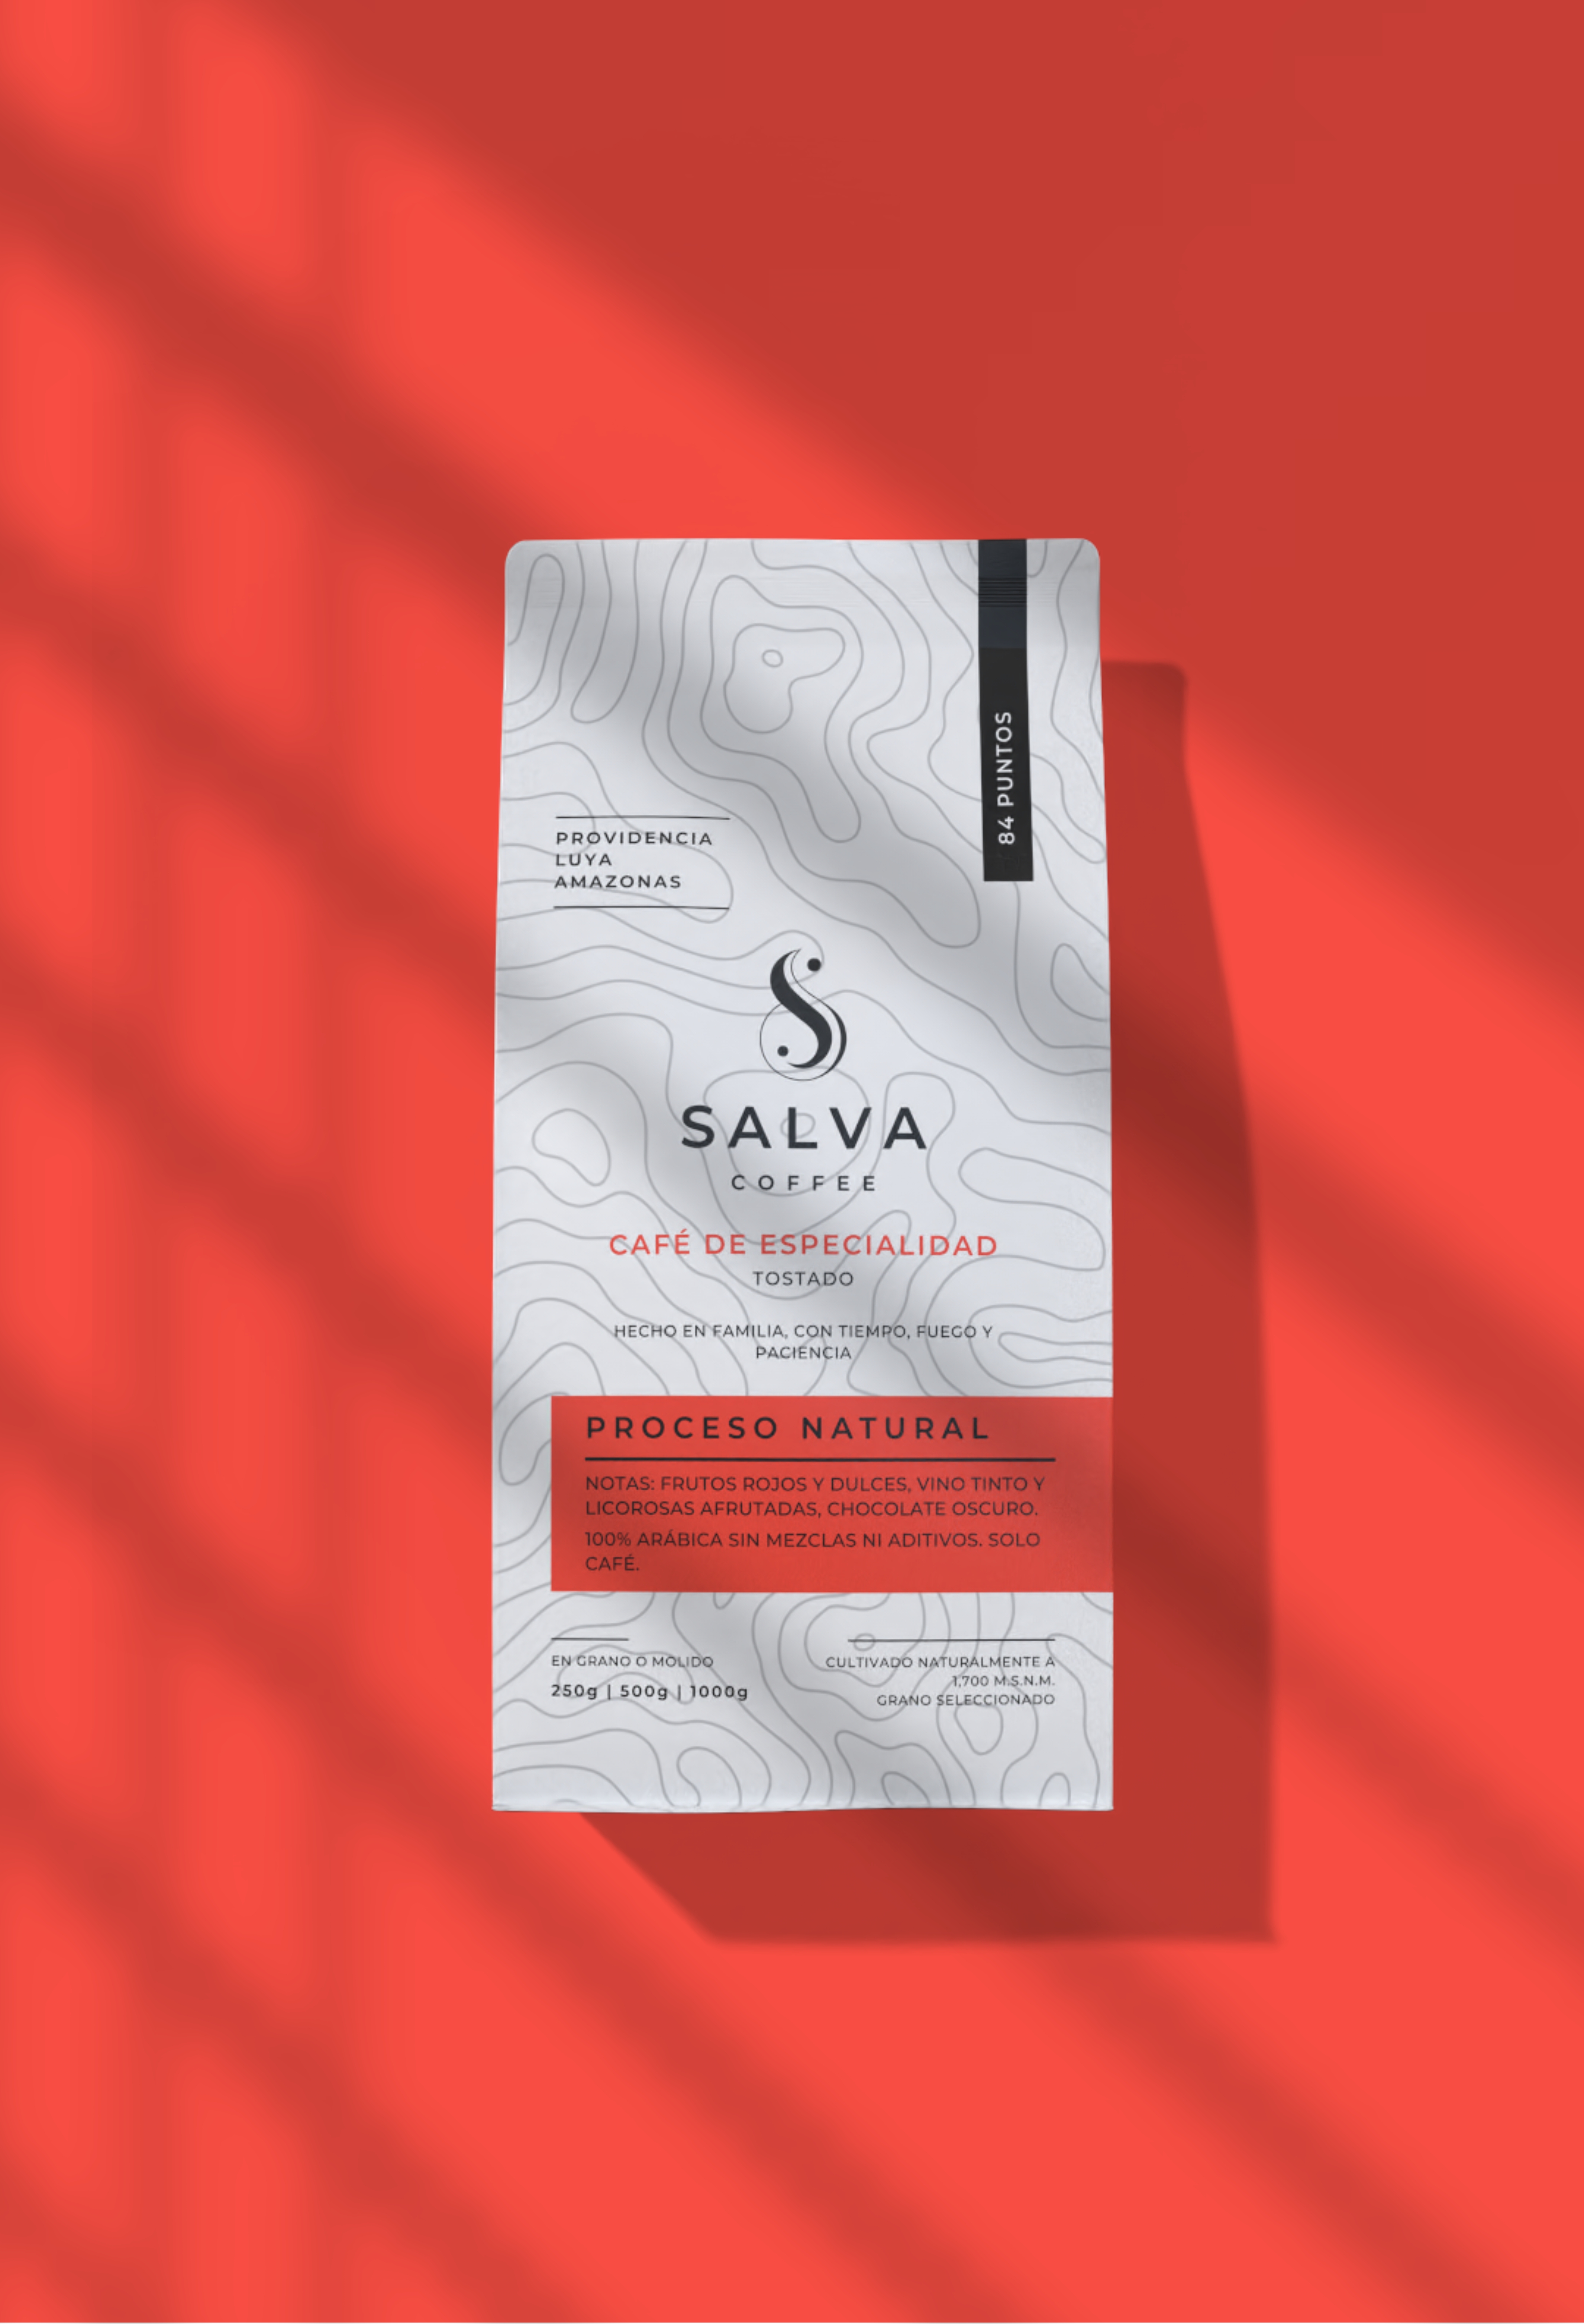 84 PUNTOS
PROVIDENCIA
LUYA
AMAZONAS
S
SALVA
COFFEE
CAFÉ DE ESPECIALIDAD
TOSTADO
HECHO EN FAMILIA, CON TIEMPO, FUEGO Y
PACIENCIA
PROCESO NATURAL
NOTAS: FRUTOS ROJOS Y DULCES, VINO TINTO Y
LICOROSAS AFRUTADAS, CHOCOLATE OSCURO.
100% ARÁBICA SIN MEZCLAS NI ADITIVOS. SOLO
CAFÉ.
EN GRANO O MOLIDO
250g | 500g | 1000g
CULTIVADO NATURALMENTE A
1,700 M.S.N.M.
GRANO SELECCIONADO